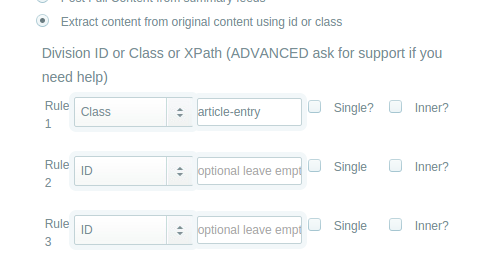 Extract content from original content using id or class
Division ID or Class or XPath (ADVANCED ask for support if you
need help)
Rule 1 Class article-entry Single? Inner?
Rule 2 ID optional leave empt Single Inner?
Rule 3 ID optional leave empt Single Inner?